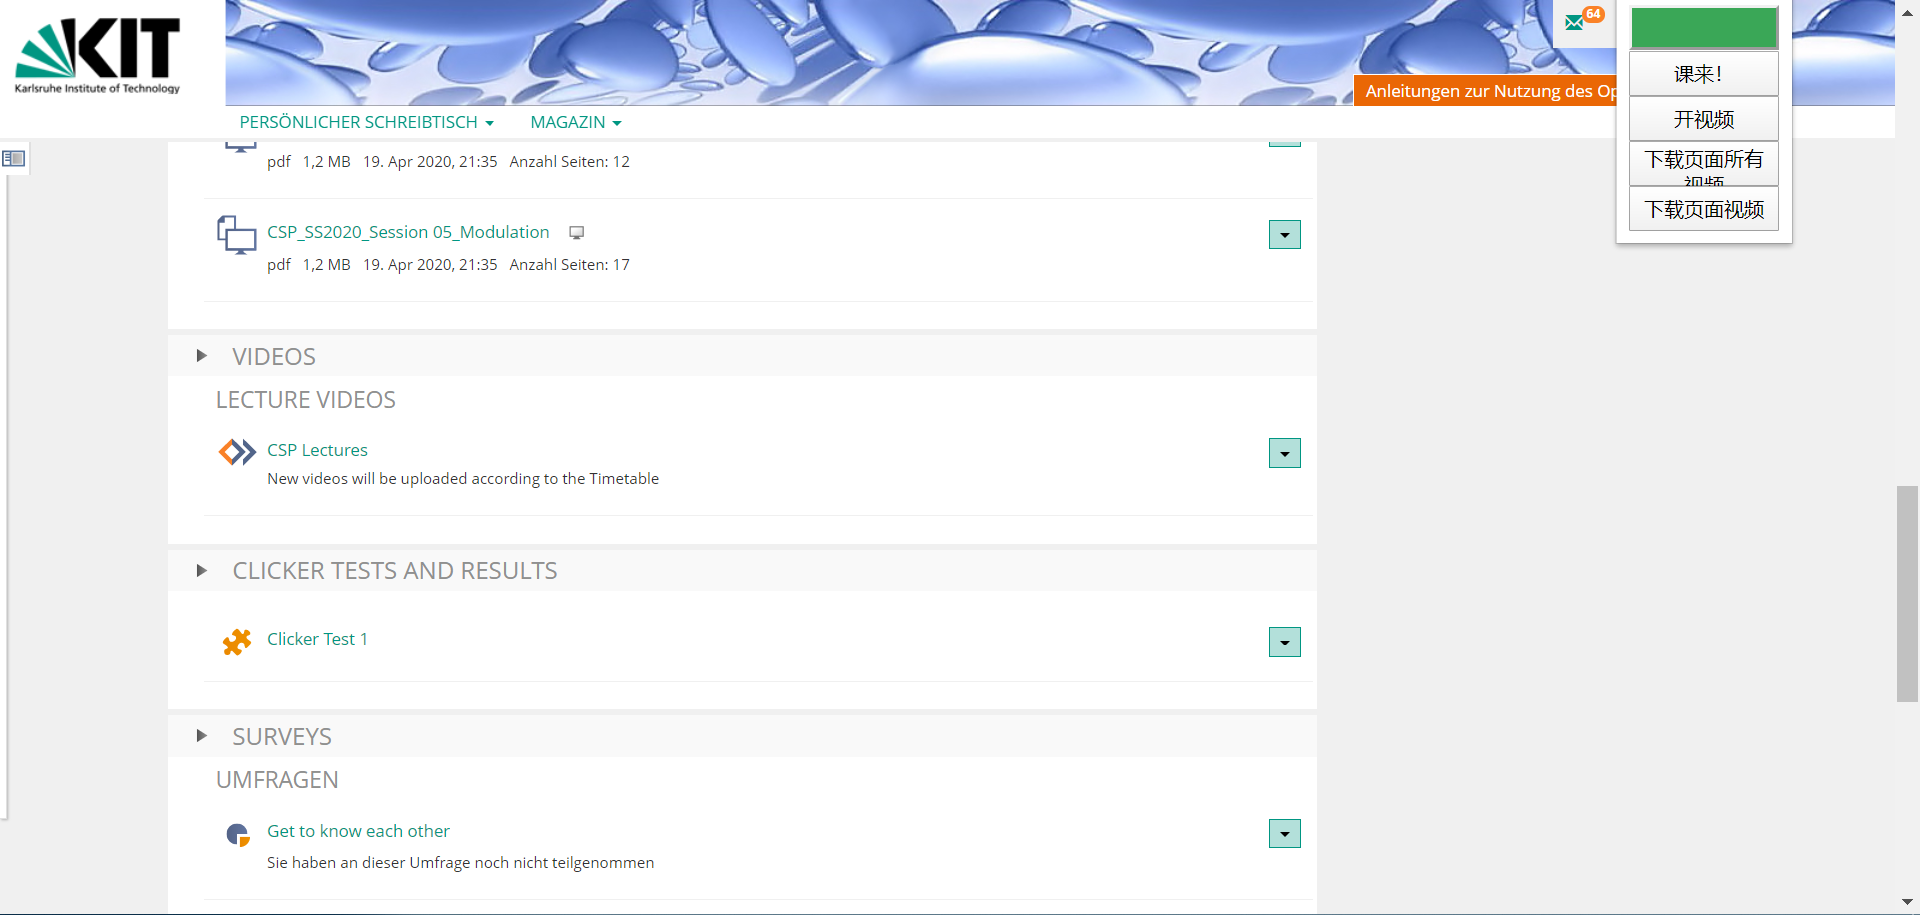 KIT
Karlsruhe Institute of Technology
64
Anleitungen zur Nutzung des Op
课来！
开视频
下载页面所有
视频
下载页面视频
PERSÖNLICHER SCHREIBTISCH
MAGAZIN
pdf 1,2 MB 19. Apr 2020, 21:35 Anzahl Seiten: 12
CSP_SS2020_Session 05_Modulation
pdf 1,2 MB 19. Apr 2020, 21:35 Anzahl Seiten: 17
VIDEOS
LECTURE VIDEOS
CSP Lectures
New videos will be uploaded according to the Timetable
CLICKER TESTS AND RESULTS
Clicker Test 1
SURVEYS
UMFRAGEN
Get to know each other
Sie haben an dieser Umfrage noch nicht teilgenommen